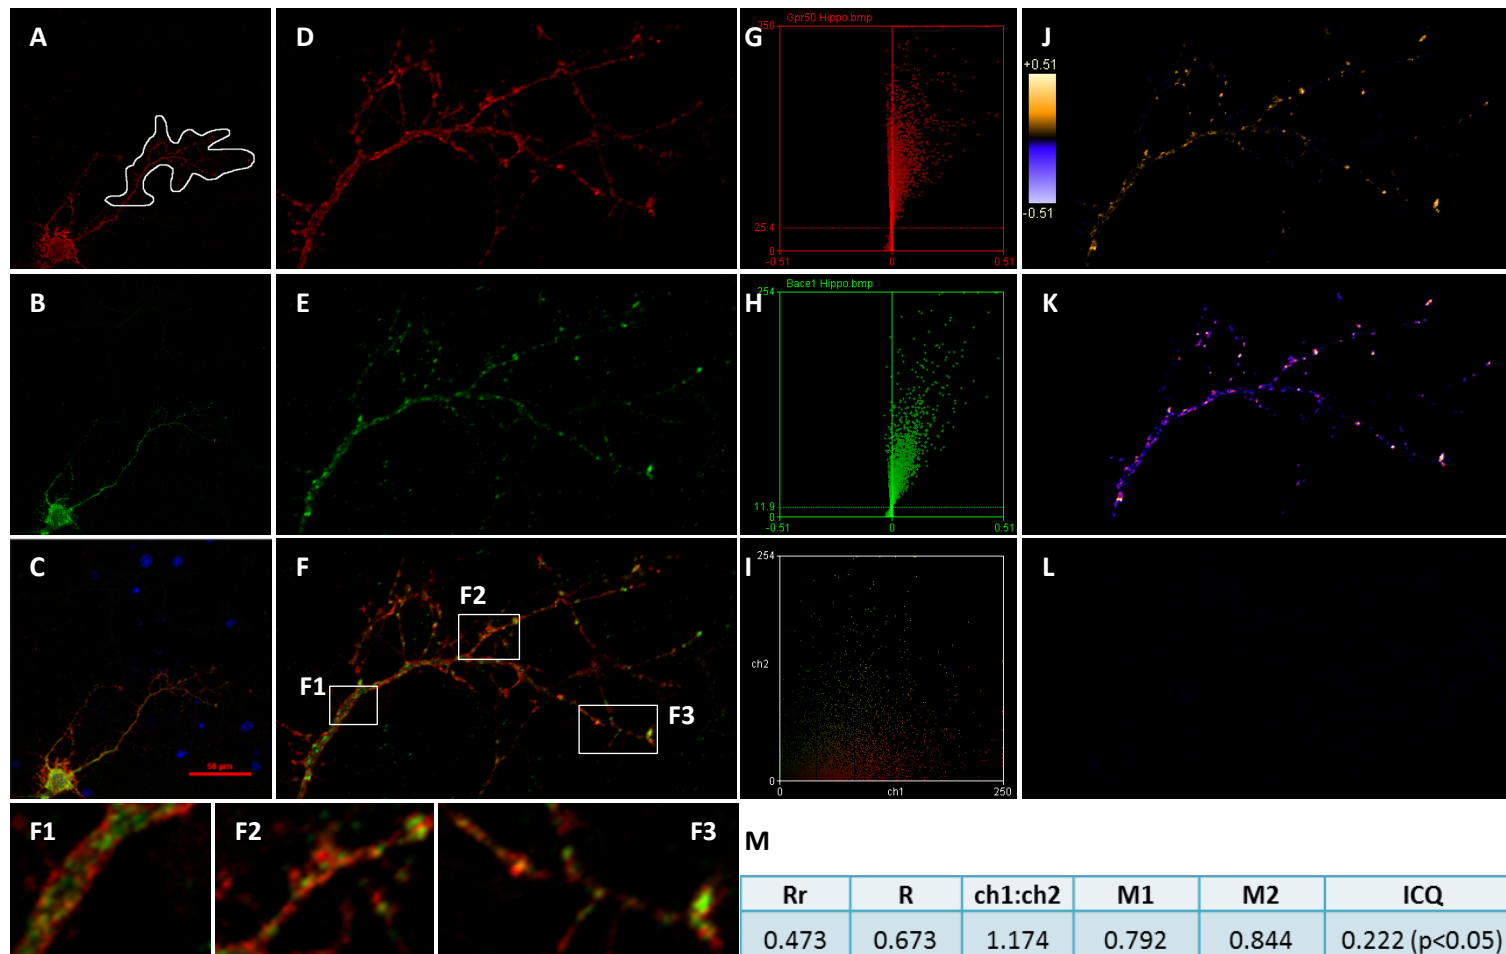 A
D
G
Gpr50 Hippo.bmp
250
25.4
0
-0.51
0
0.51
J
+0.51
-0.51
B
E
H
Bace1 Hippo.bmp
254
11.9
0
-0.51
0
0.51
K
C
50 µm
F
F1
F2
F3
I
254
ch2
0
0
ch1
250
L
F1
F2
F3
M
Rr R ch1:ch2 M1 M2 ICQ
0.473 0.673 1.174 0.792 0.844 0.222 (p<0.05)